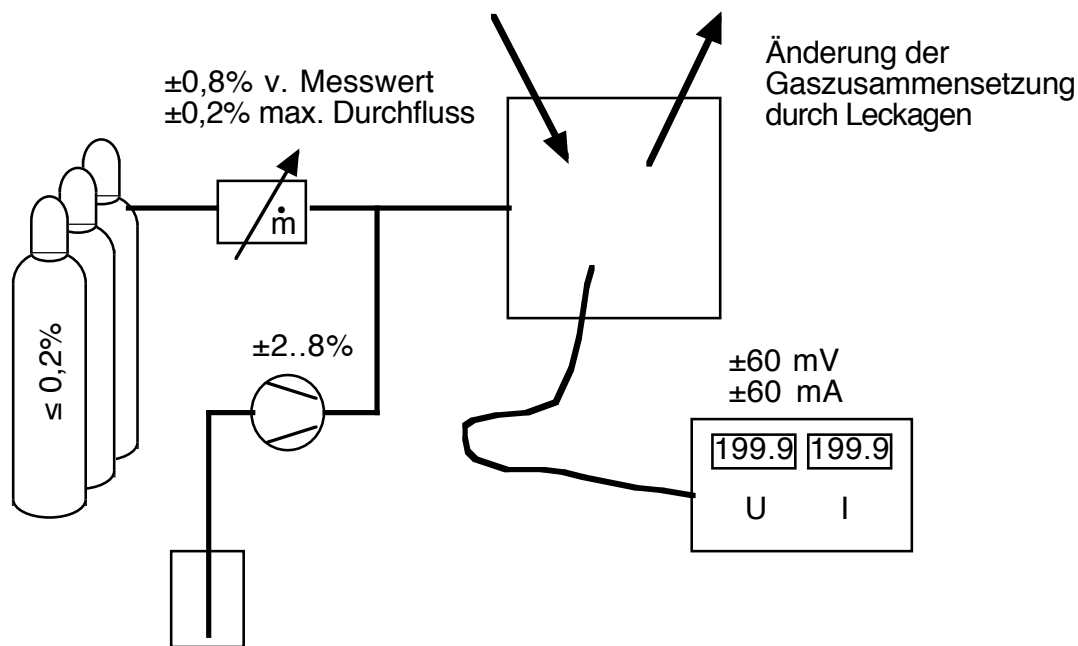 Änderung der
Gaszusammensetzung
durch Leckagen
±0,8% v. Messwert
±0,2% max. Durchfluss
ṁ
≤ 0,2%
±2..8%
±60 mV
±60 mA
199.9 199.9
U I